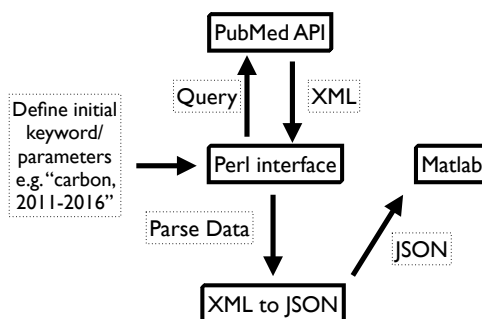 PubMed API
Query
XML
Define initial
keyword/
parameters
e.g. “carbon,
2011-2016”
Perl interface
Matlab
Parse Data
JSON
XML to JSON